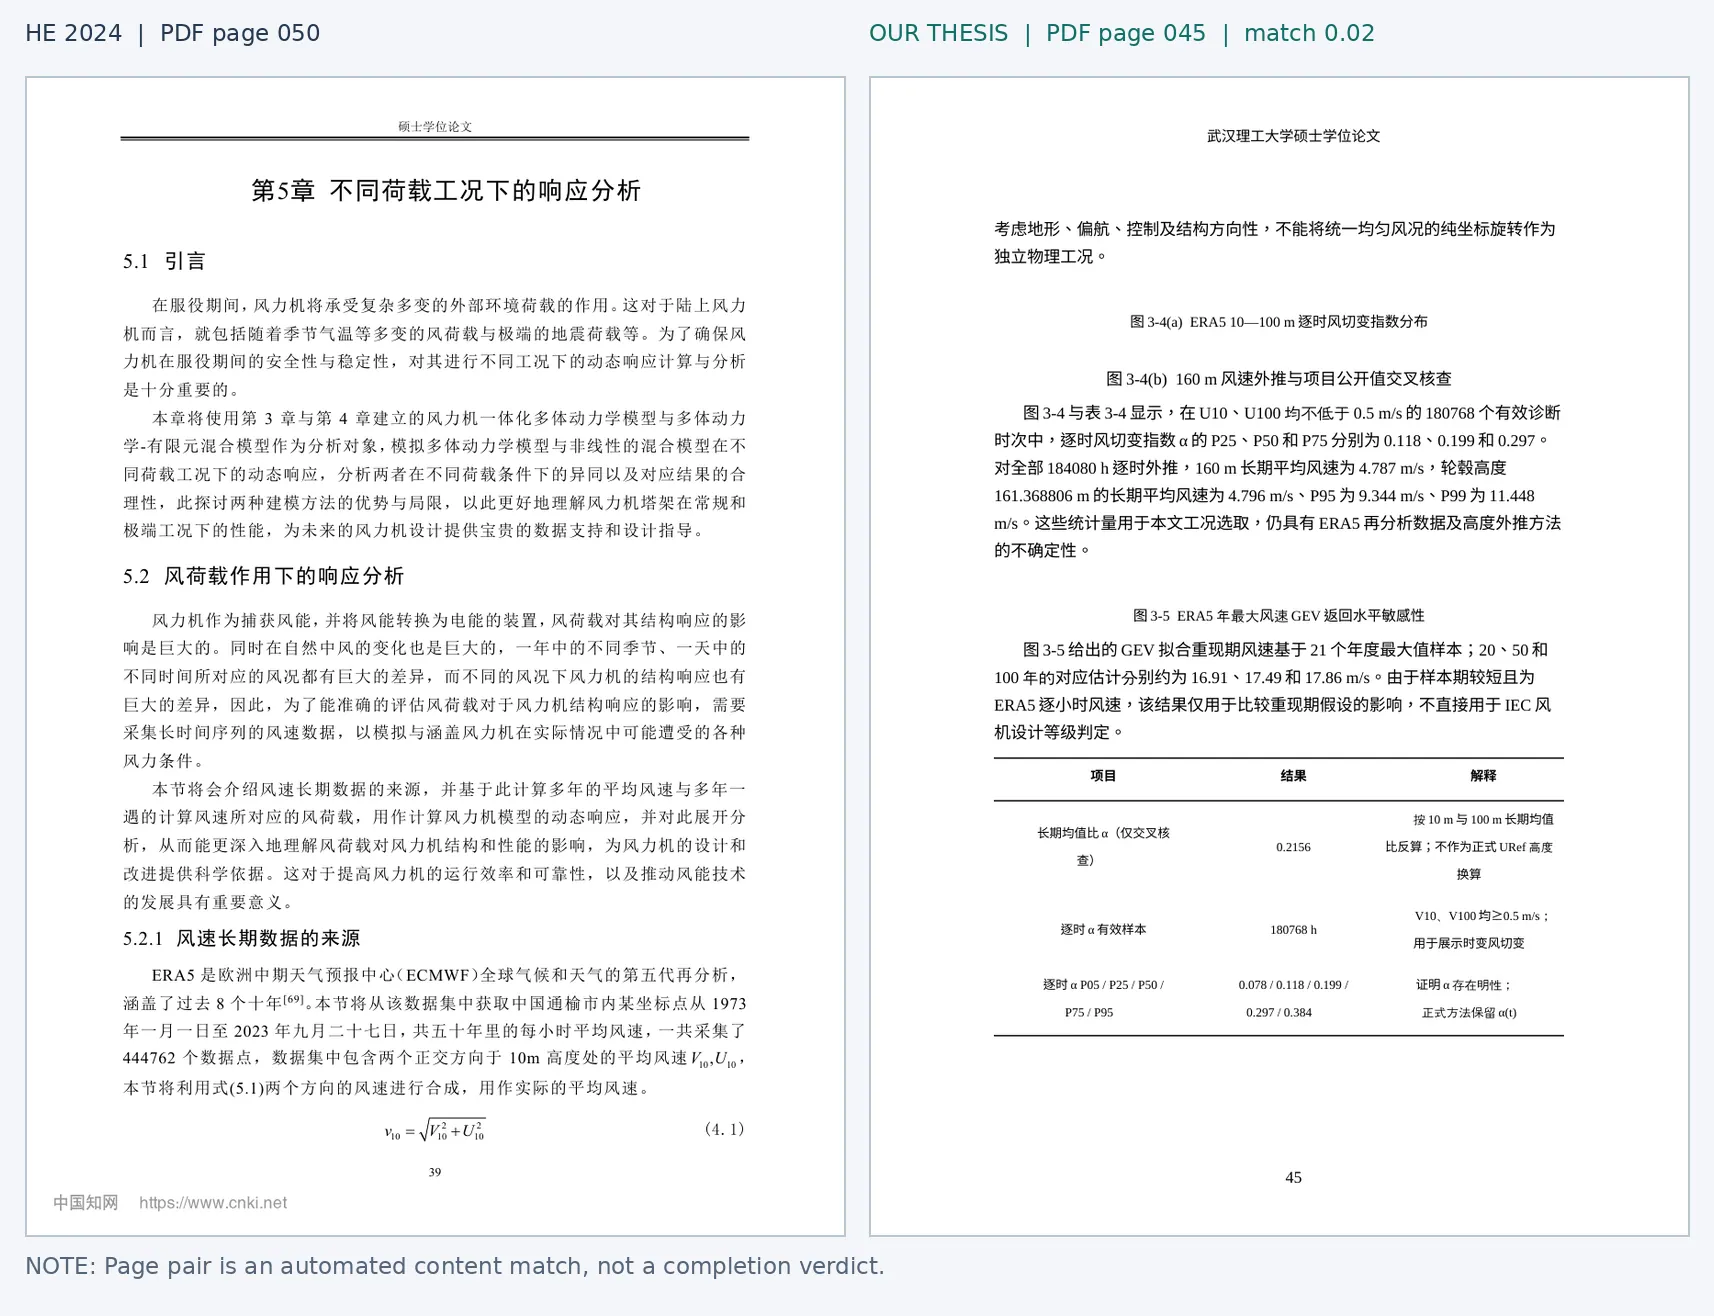 HE 2024 | PDF page 050
硕士学位论文
第5章 不同荷载工况下的响应分析
5.1 引言
在服役期间，风力机将承受复杂多变的外部环境荷载的作用。这对于陆上风力
机而言，就包括随着季节气温等多变的风荷载与极端的地震荷载等。为了确保风
力机在服役期间的安全性与稳定性，对其进行不同工况下的动态响应计算与分析
是十分重要的。
本章将使用第 3 章与第 4 章建立的风力机一体化多体动力学模型与多体动力
学-有限元混合模型作为分析对象，模拟多体动力学模型与非线性的混合模型在不
同荷载工况下的动态响应，分析两者在不同荷载条件下的异同以及对应结果的合
理性，此探讨两种建模方法的优势与局限，以此更好地理解风力机塔架在常规和
极端工况下的性能，为未来的风力机设计提供宝贵的数据支持和设计指导。
5.2 风荷载作用下的响应分析
风力机作为捕获风能，并将风能转换为电能的装置，风荷载对其结构响应的影
响是巨大的。同时在自然中风的变化也是巨大的，一年中的不同季节、一天中的
不同时间所对应的风况都有巨大的差异，而不同的风况下风力机的结构响应也有
巨大的差异，因此，为了能准确的评估风荷载对于风力机结构响应的影响，需要
采集长时间序列的风速数据，以模拟与涵盖风力机在实际情况中可能遭受的各种
风力条件。
本节将会介绍风速长期数据的来源，并基于此计算多年的平均风速与多年一
遇的计算风速所对应的风荷载，用作计算风力机模型的动态响应，并对此展开分
析，从而能更深入地理解风荷载对风力机结构和性能的影响，为风力机的设计和
改进提供科学依据。这对于提高风力机的运行效率和可靠性，以及推动风能技术
的发展具有重要意义。
5.2.1 风速长期数据的来源
ERA5 是欧洲中期天气预报中心（ECMWF）全球气候和天气的第五代再分析，
涵盖了过去 8 个十年[69]。本节将从该数据集中获取中国通榆市内某坐标点从 1973
年一月一日至 2023 年九月二十七日，共五十年里的每小时平均风速，一共采集了
444762 个数据点，数据集中包含两个正交方向于 10m 高度处的平均风速V10,U10，
本节将利用式(5.1)两个方向的风速进行合成，用作实际的平均风速。
v10 = √(V10² + U10²) （4.1）
39
中国知网 https://www.cnki.net
OUR THESIS | PDF page 045 | match 0.02
武汉理工大学硕士学位论文
考虑地形、偏航、控制及结构方向性，不能将统一均匀风况的纯坐标旋转作为
独立物理工况。
图 3-4(a) ERA5 10—100 m 逐时风切变指数分布
图 3-4(b) 160 m 风速外推与项目公开值交叉核查
图 3-4 与表 3-4 显示，在 U10、U100 均不低于 0.5 m/s 的 180768 个有效诊断
时次中，逐时风切变指数 α 的 P25、P50 和 P75 分别为 0.118、0.199 和 0.297。
对全部 184080 h 逐时外推，160 m 长期平均风速为 4.787 m/s，轮毂高度
161.368806 m 的长期平均风速为 4.796 m/s、P95 为 9.344 m/s、P99 为 11.448
m/s。这些统计量用于本文工况选取，仍具有 ERA5 再分析数据及高度外推方法
的不确定性。
图 3-5 ERA5 年最大风速 GEV 返回水平敏感性
图 3-5 给出的 GEV 拟合重现期风速基于 21 个年度最大值样本；20、50 和
100 年的对应估计分别约为 16.91、17.49 和 17.86 m/s。由于样本期较短且为
ERA5 逐小时风速，该结果仅用于比较重现期假设的影响，不直接用于 IEC 风
机设计等级判定。
项目 结果 解释
长期均值比 α（仅交叉核
查）
0.2156
按 10 m 与 100 m 长期均值
比反算；不作为正式 URef 高度
换算
逐时 α 有效样本
180768 h
V10、V100 均≥0.5 m/s；
用于展示时变风切变
逐时 α P05 / P25 / P50 /
P75 / P95
0.078 / 0.118 / 0.199 /
0.297 / 0.384
证明 α 存在明性；
正式方法保留 α(t)
45
NOTE: Page pair is an automated content match, not a completion verdict.